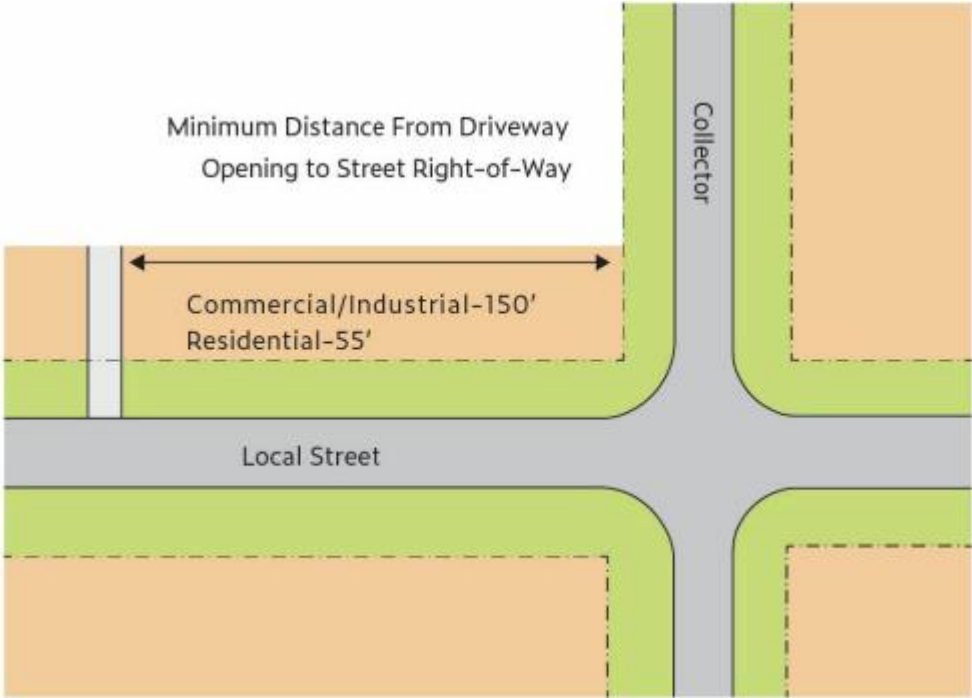 Minimum Distance From Driveway
Opening to Street Right-of-Way
Collector
Commercial/Industrial-150'
Residential-55'
Local Street